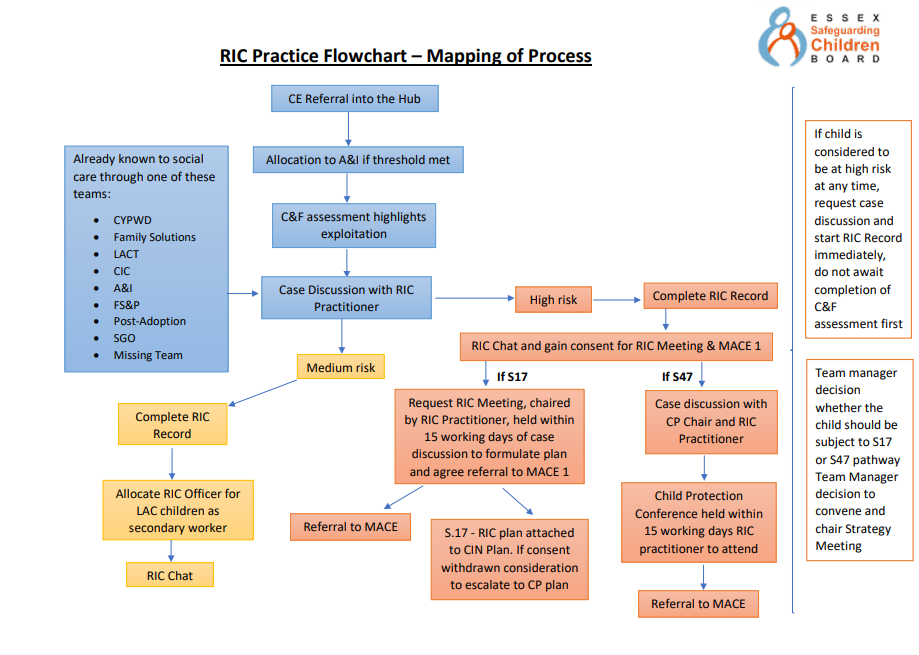 ESSEX
Safeguarding
Children
BOARD
RIC Practice Flowchart – Mapping of Process
CE Referral into the Hub
Allocation to A&I if threshold met
C&F assessment highlights
exploitation
Already known to social
care through one of these
teams:
• CYPWD
• Family Solutions
• LACT
• CIC
• A&I
• FS&P
• Post-Adoption
• SGO
• Missing Team
Case Discussion with RIC
Practitioner
High risk
Complete RIC Record
RIC Chat and gain consent for RIC Meeting & MACE 1
Medium risk
Complete RIC
Record
Allocate RIC Officer for
LAC children as
secondary worker
RIC Chat
If S17
Request RIC Meeting, chaired
by RIC Practitioner, held within
15 working days of case
discussion to formulate plan
and agree referral to MACE 1
Referral to MACE
S.17 - RIC plan attached
to CIN Plan. If consent
withdrawn consideration
to escalate to CP plan
If S47
Case discussion with
CP Chair and RIC
Practitioner
Child Protection
Conference held within
15 working days RIC
practitioner to attend
Referral to MACE
If child is
considered to
be at high risk
at any time,
request case
discussion and
start RIC Record
immediately,
do not await
completion of
C&F
assessment first
Team manager
decision
whether the
child should be
subject to S17
or S47 pathway
Team Manager
decision to
convene and
chair Strategy
Meeting